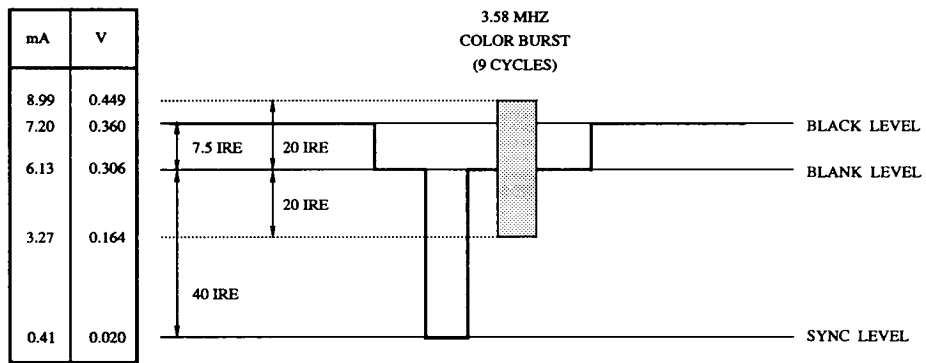 3.58 MHZ
COLOR BURST
(9 CYCLES)
mA V
8.99 0.449
7.20 0.360
BLACK LEVEL
7.5 IRE 20 IRE
6.13 0.306
BLANK LEVEL
20 IRE
3.27 0.164
40 IRE
0.41 0.020
SYNC LEVEL